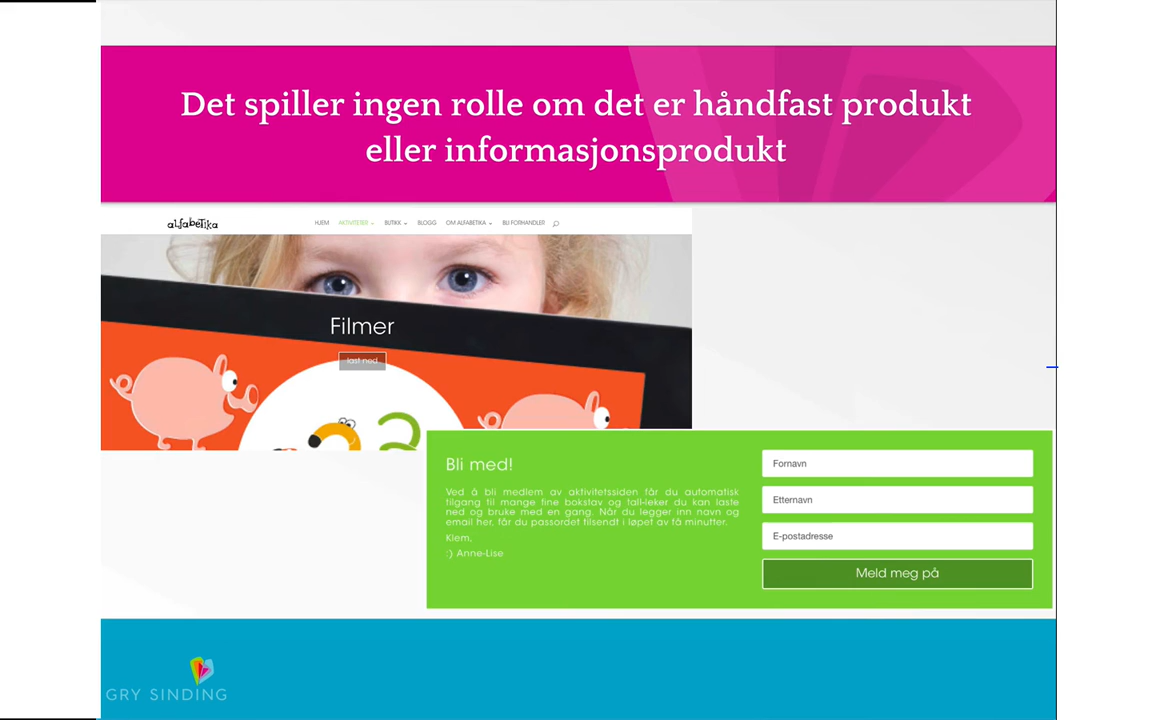 Det spiller ingen rolle om det er håndfast produkt
eller informasjonsprodukt
alfabetika
HJEM AKTIVITETER BUTIKK BLOGG OM ALFABETIKA BLI FORHANDLER
Filmer
last ned
Bli med!
Ved å bli medlem av aktivitetssiden får du automatisk
tilgang til mange fine bokstav og tall-leker du kan laste
ned og bruke med en gang. Når du legger inn navn og
email her, får du passordet tilsendt i løpet av få minutter.
Klem,
:) Anne-Lise
Fornavn
Etternavn
E-postadresse
Meld meg på
GRY SINDING